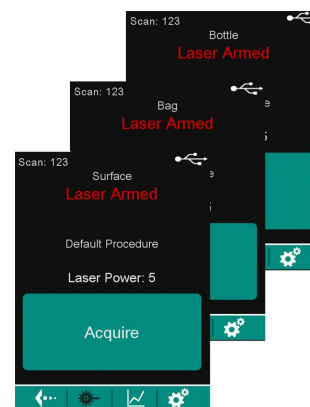 Scan: 123
Bottle
Laser Armed
Scan: 123
Bag
Laser Armed
Scan: 123
Surface
Laser Armed
Default Procedure
Laser Power: 5
Acquire